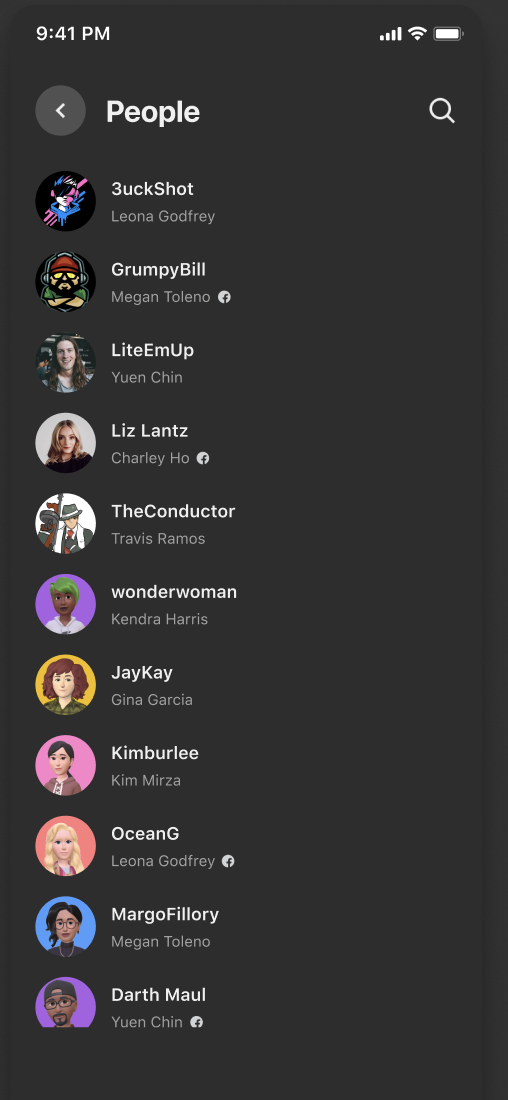 9:41 PM
People
3uckShot
Leona Godfrey
GrumpyBill
Megan Toleno
LiteEmUp
Yuen Chin
Liz Lantz
Charley Ho
TheConductor
Travis Ramos
wonderwoman
Kendra Harris
JayKay
Gina Garcia
Kimburlee
Kim Mirza
OceanG
Leona Godfrey
MargoFillory
Megan Toleno
Darth Maul
Yuen Chin